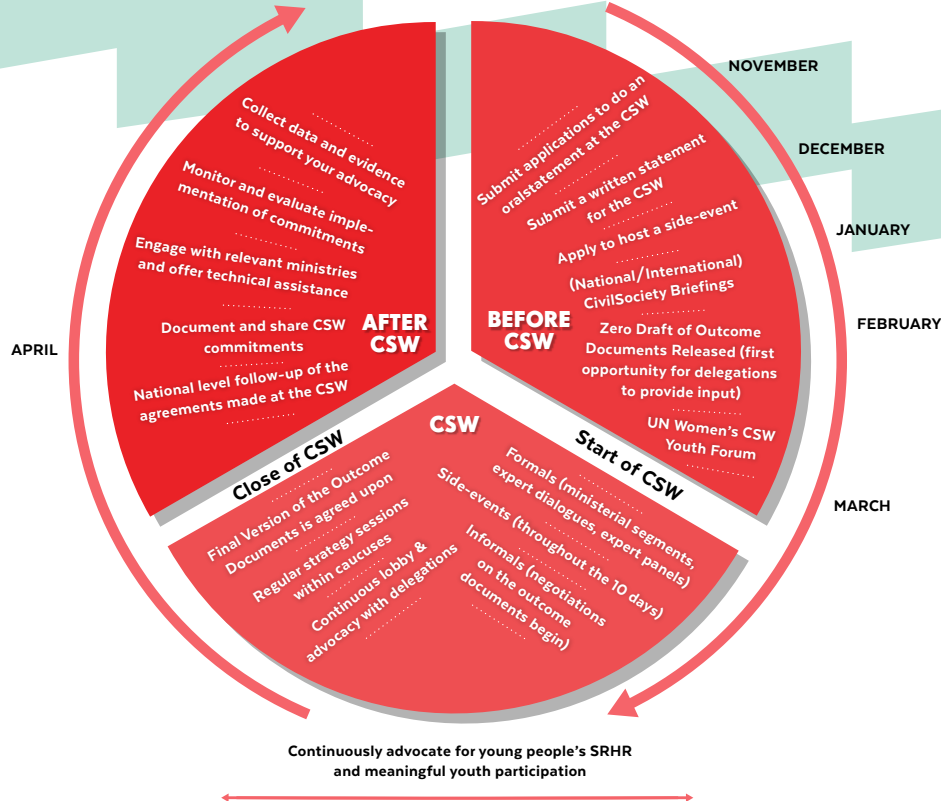 NOVEMBER
DECEMBER
JANUARY
FEBRUARY
MARCH
APRIL
BEFORE
CSW
Submit applications to do an
oralstatement at the CSW
Submit a written statement
for the CSW
Apply to host a side-event
(National/International)
CivilSociety Briefings
Zero Draft of Outcome
Documents Released (first
opportunity for delegations
to provide input)
UN Women's CSW
Youth Forum
Start of CSW
CSW
Formals (ministerial segments,
expert dialogues, expert panels)
Side-events (throughout the 10 days)
Informals (negotiations
on the outcome
documents begin)
Final Version of the Outcome
Documents is agreed upon
Regular strategy sessions
within caucuses
Continuous lobby &
advocacy with delegations
Close of CSW
AFTER
CSW
Collect data and evidence
to support your advocacy
Monitor and evaluate imple-
mentation of commitments
Engage with relevant ministries
and offer technical assistance
Document and share CSW
commitments
National level follow-up of the
agreements made at the CSW
Continuously advocate for young people's SRHR
and meaningful youth participation